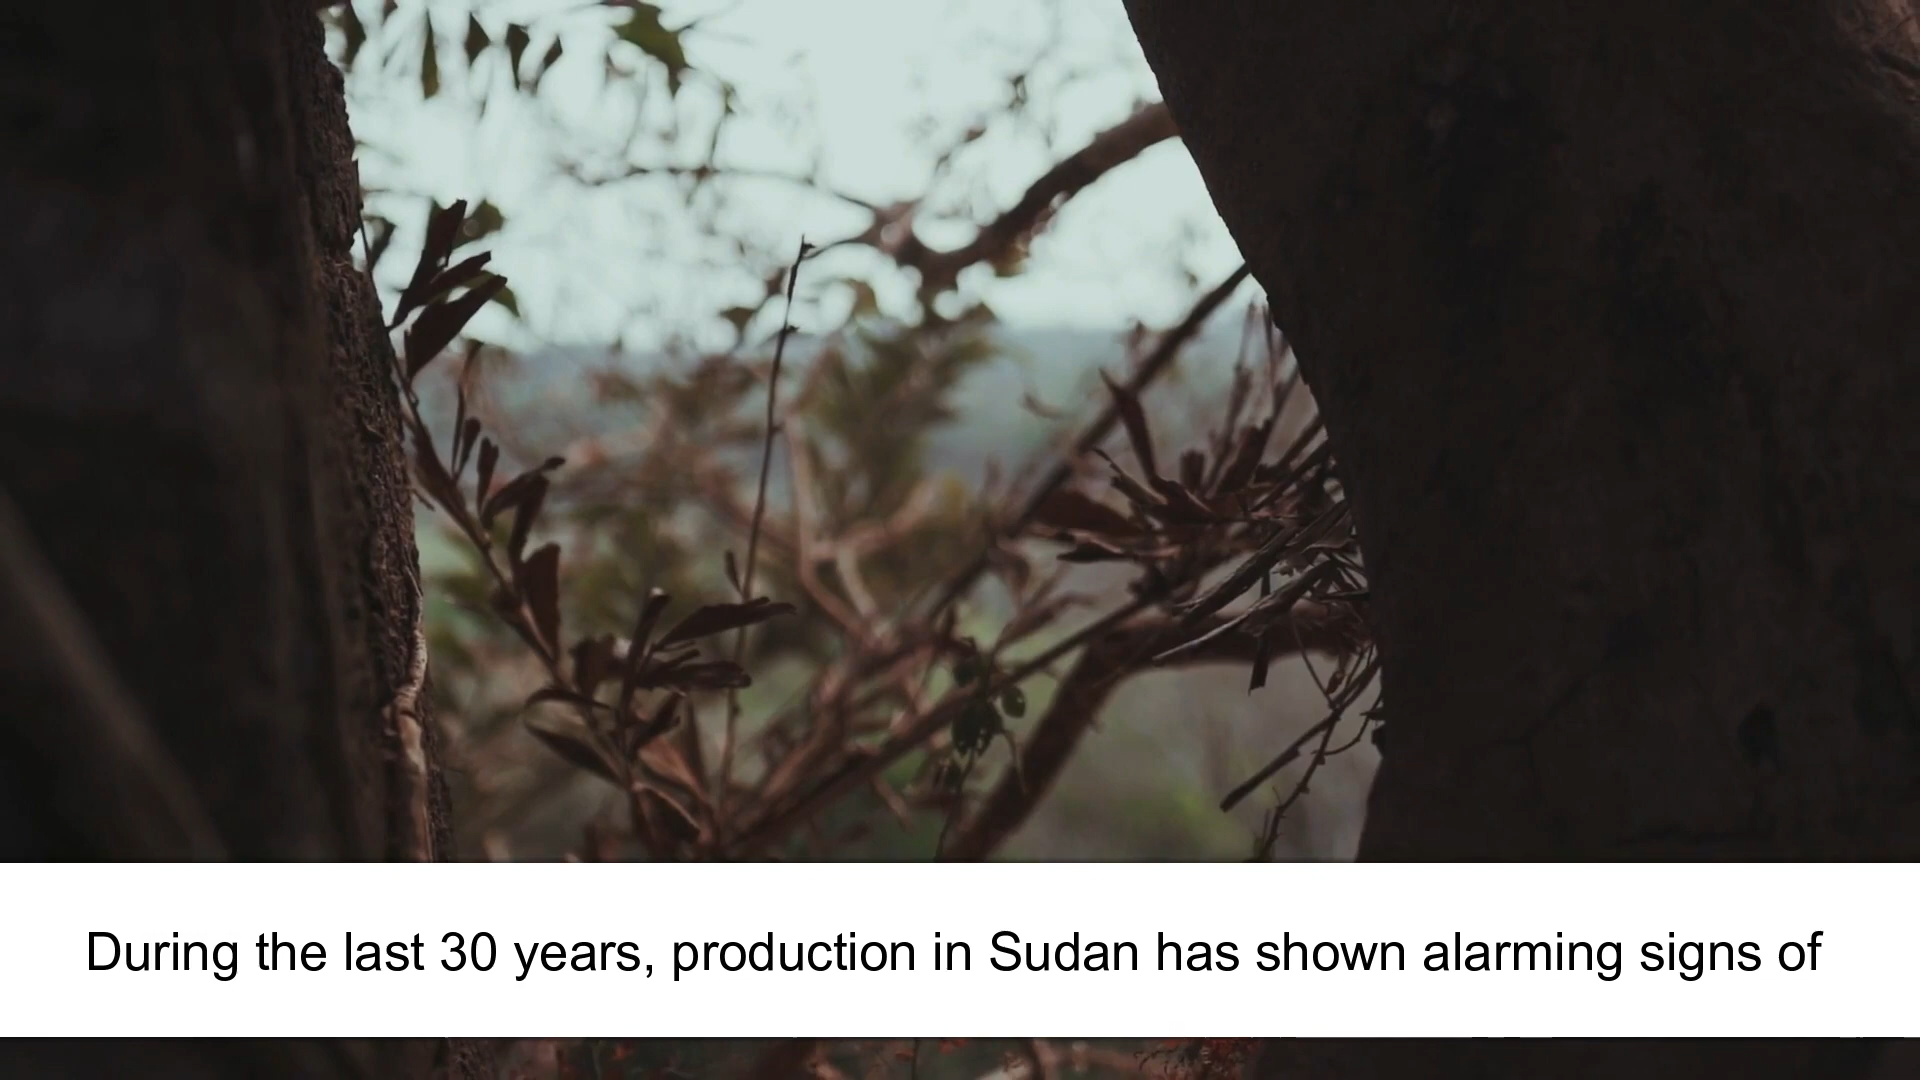 During the last 30 years, production in Sudan has shown alarming signs of